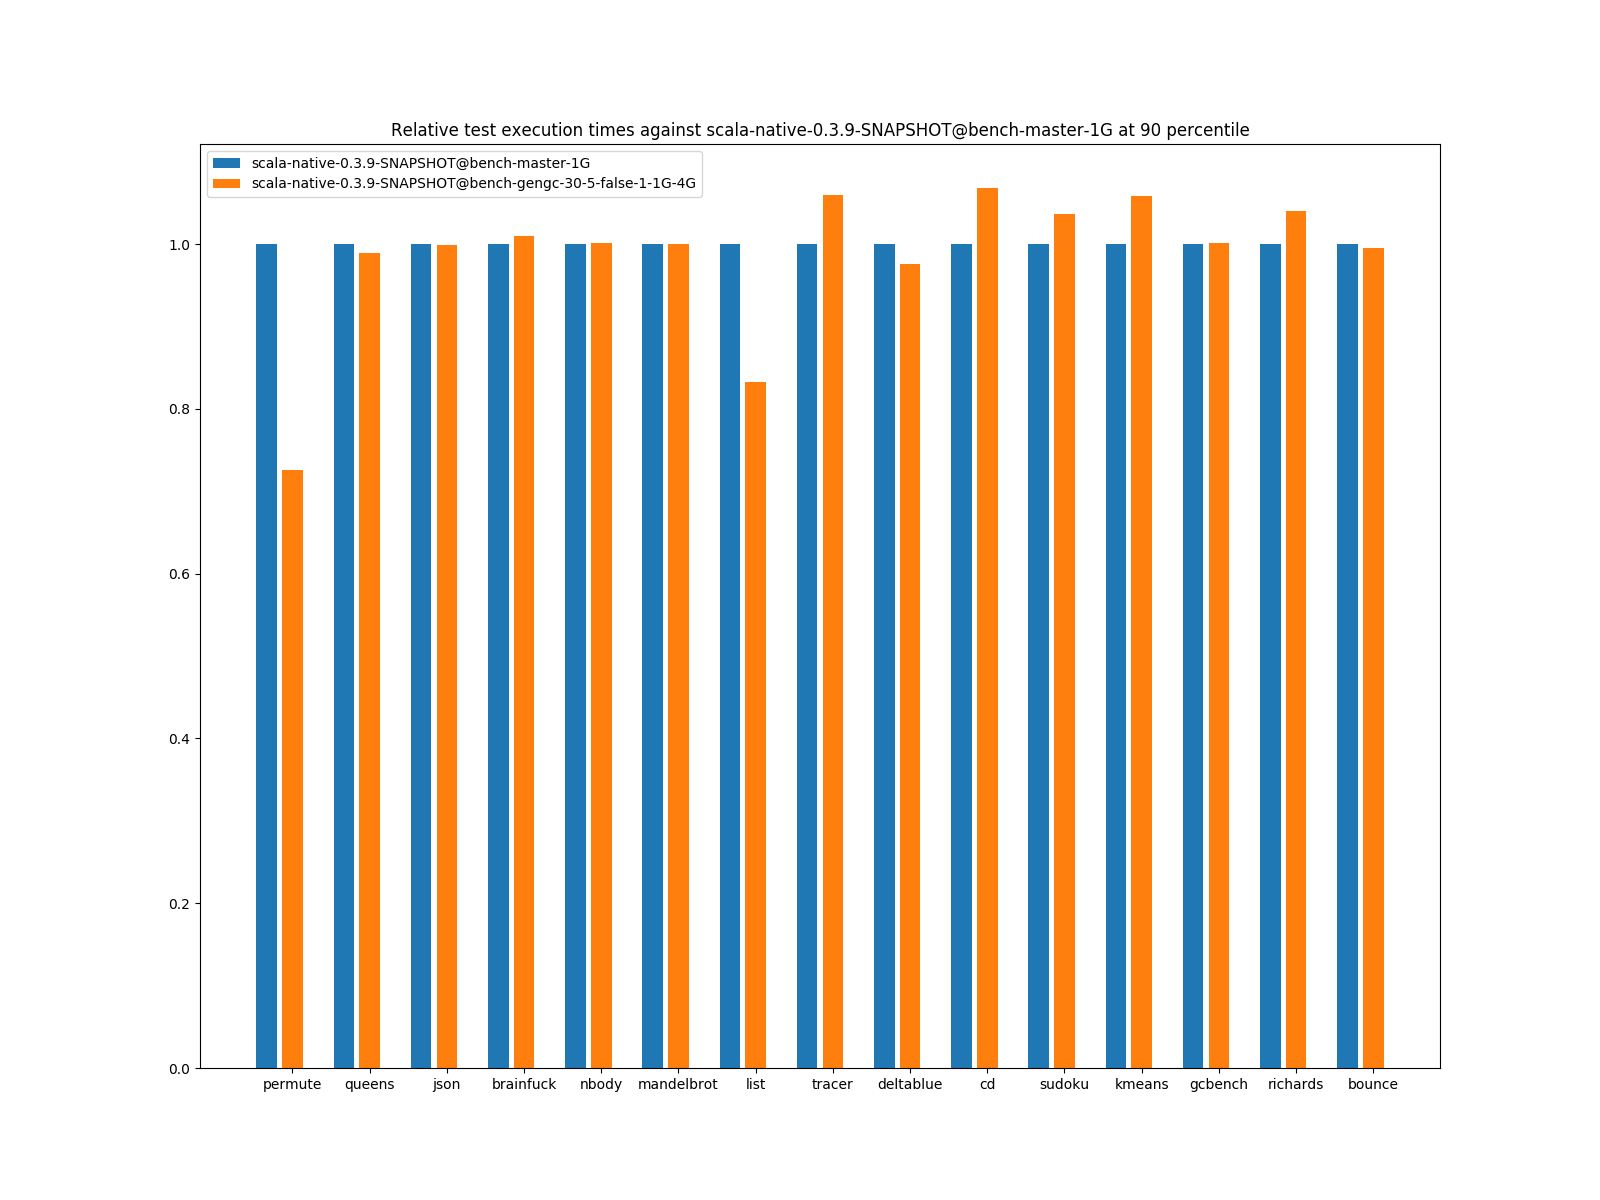 Relative test execution times against scala-native-0.3.9-SNAPSHOT@bench-master-1G at 90 percentile
scala-native-0.3.9-SNAPSHOT@bench-master-1G
scala-native-0.3.9-SNAPSHOT@bench-gengc-30-5-false-1-1G-4G
1.0
0.8
0.6
0.4
0.2
0.0
permute queens json brainfuck nbody mandelbrot list tracer deltablue cd sudoku kmeans gcbench richards bounce